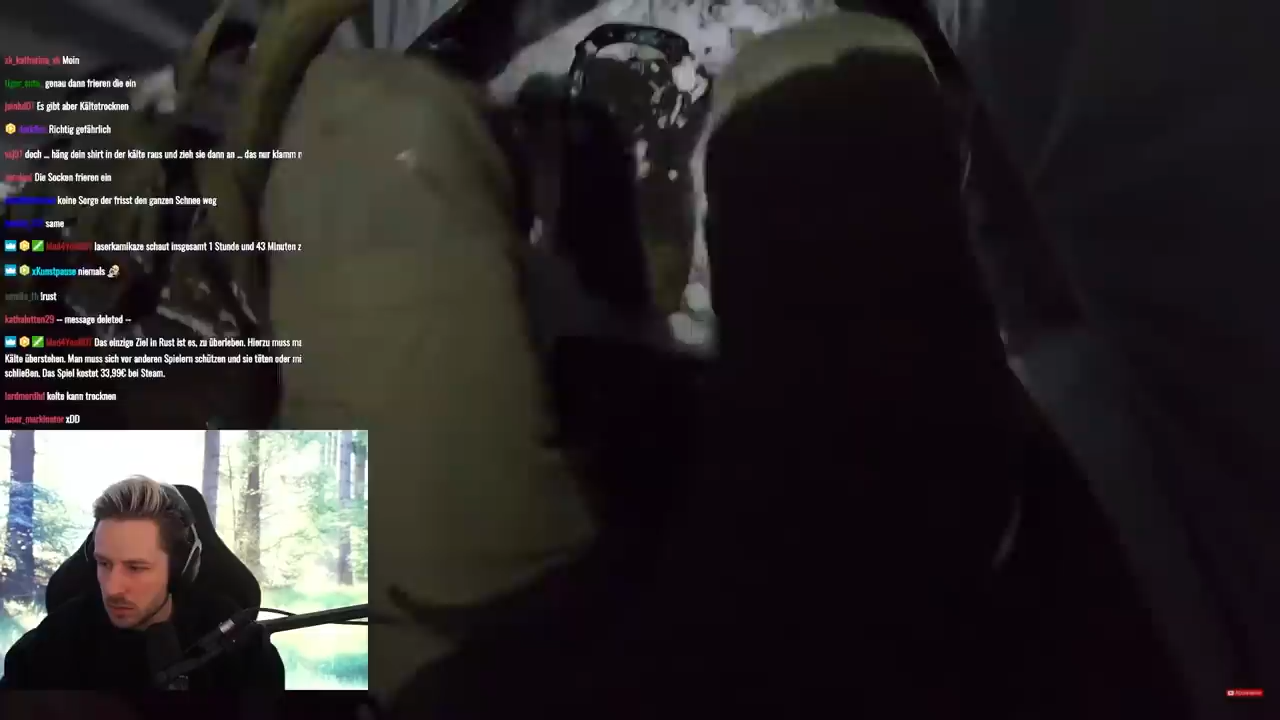 Moin
genau dann frieren die ein
Es gibt aber Kältetrocknen
Richtig gefährlich
doch ... häng dein shirt in der kälte raus und zieh sie dann an ... das nur klamm
Die Socken frieren ein
keine Sorge der frisst den ganzen Schnee weg
same
laserkamikaze schaut insgesamt 1 Stunde und 43 Minuten z
xKunstpause niemals
!rust
kathalotten29 -- message deleted --
Das einzige Ziel in Rust ist es, zu überleben. Hierzu muss ma
Kälte überstehen. Man muss sich vor anderen Spielern schützen und sie töten oder mi
schließen. Das Spiel kostet 33,99€ bei Steam.
kelte kann trocknen
xDD